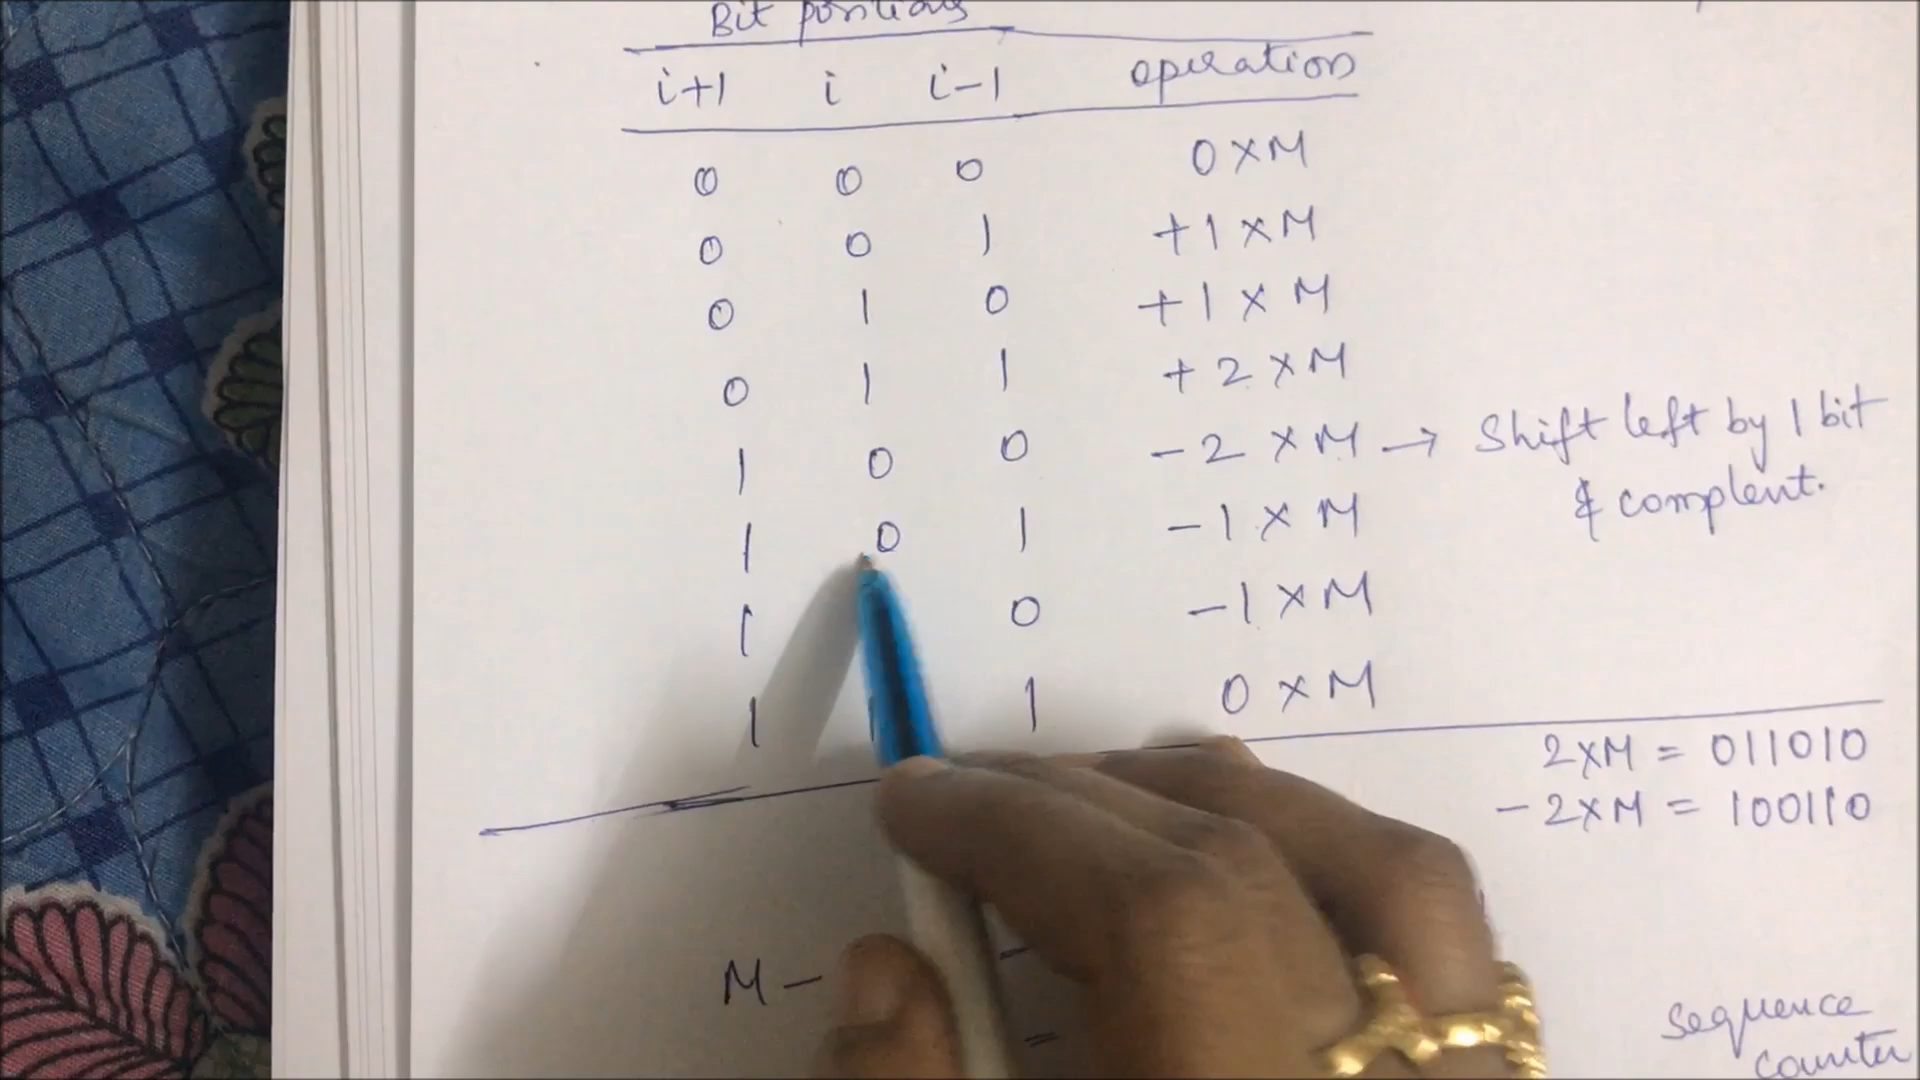 Bit positions
i+1 i i-1 operation
0 0 0 0 × M
0 0 1 +1 × M
0 1 0 +1 × M
0 1 1 +2 × M
1 0 0 -2 × M → Shift left by 1 bit
& complent.
1 0 1 -1 × M
1 0 -1 × M
1 1 0 × M
2×M = 011010
-2×M = 100110
M -
=
sequence
counter